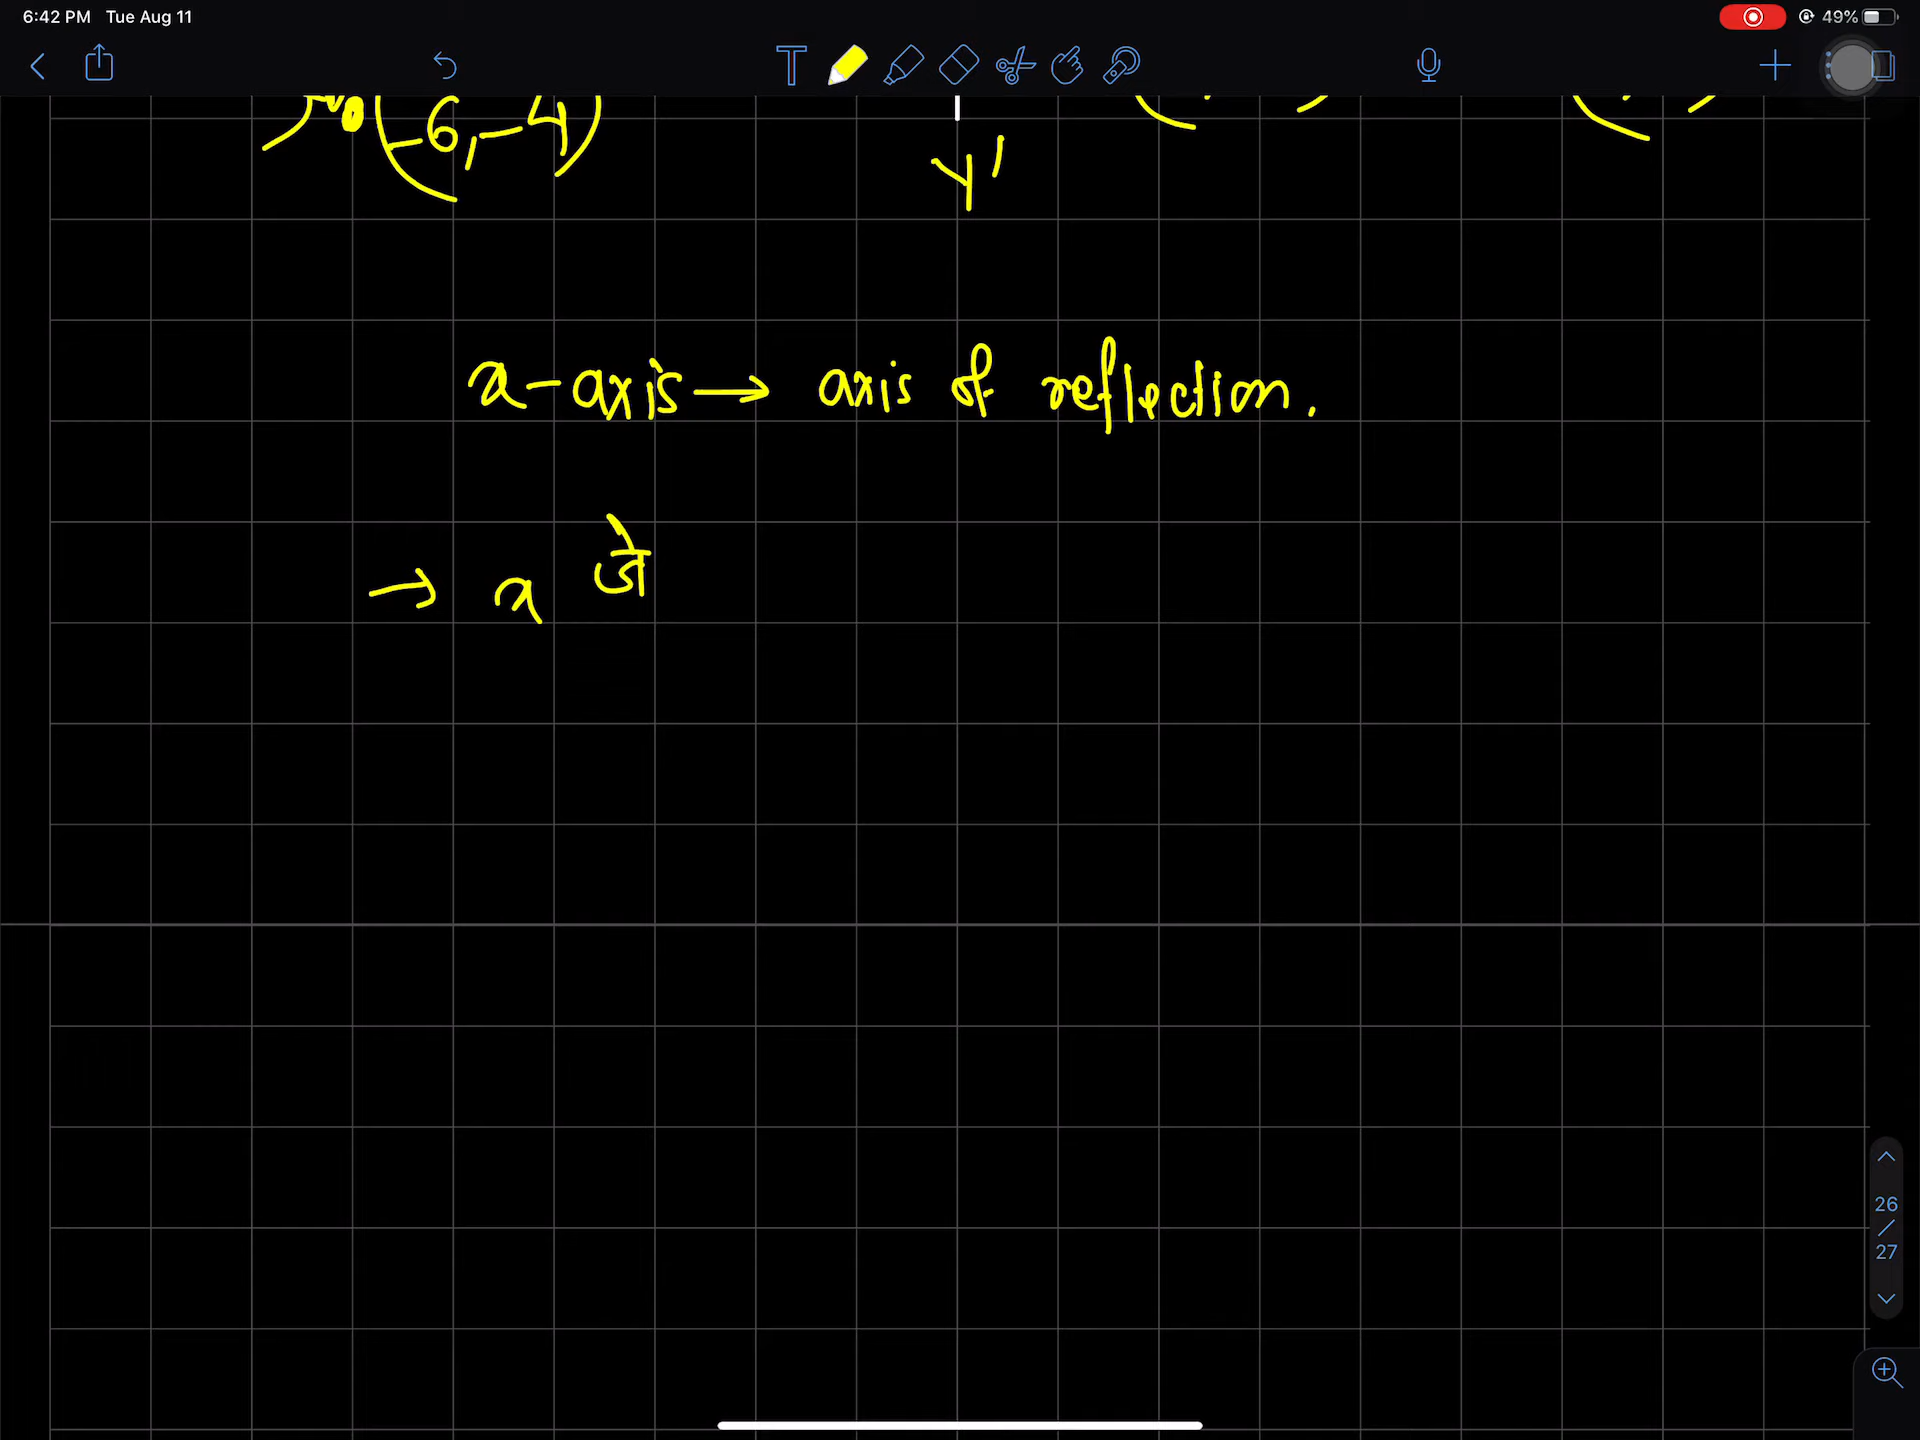 6:42 PM Tue Aug 11
49%
(-6, -4)
Y'
x-axis → axis of reflection.
→ x जे
26
/
27